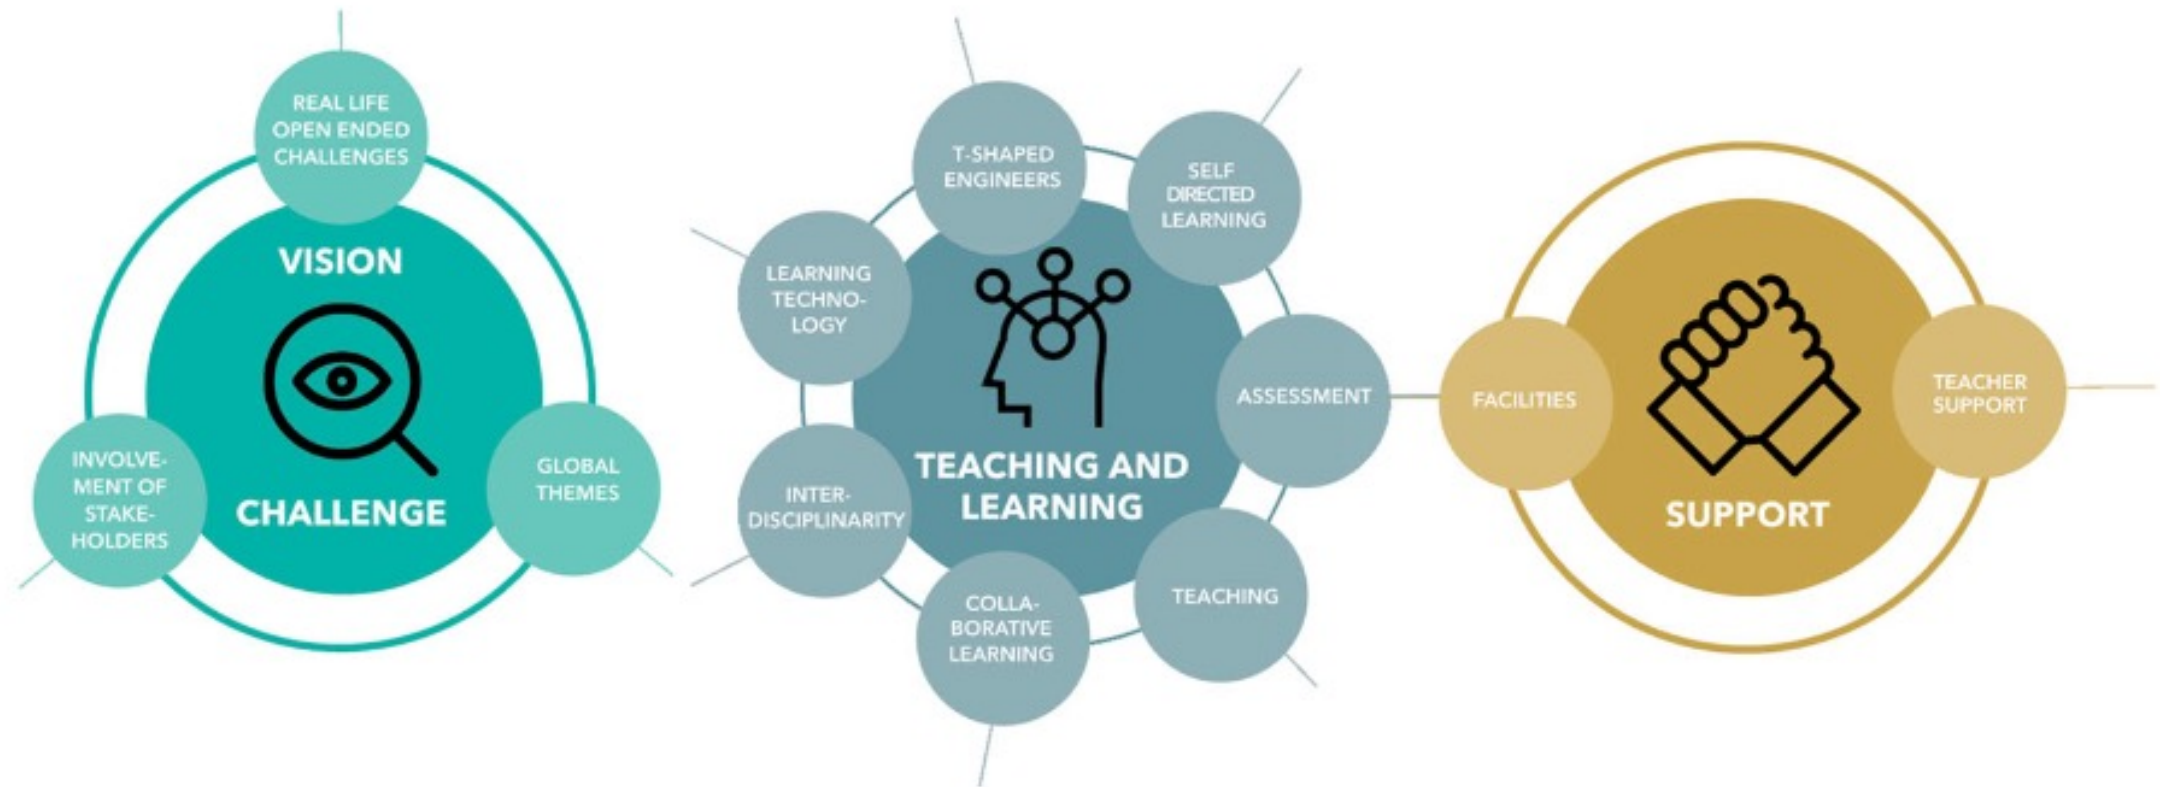 REAL LIFE
OPEN ENDED
CHALLENGES
VISION
CHALLENGE
INVOLVE-
MENT OF
STAKE-
HOLDERS
GLOBAL
THEMES
T-SHAPED
ENGINEERS
SELF
DIRECTED
LEARNING
LEARNING
TECHNO-
LOGY
ASSESSMENT
TEACHING AND
LEARNING
INTER-
DISCIPLINARITY
COLLA-
BORATIVE
LEARNING
TEACHING
FACILITIES
TEACHER
SUPPORT
SUPPORT